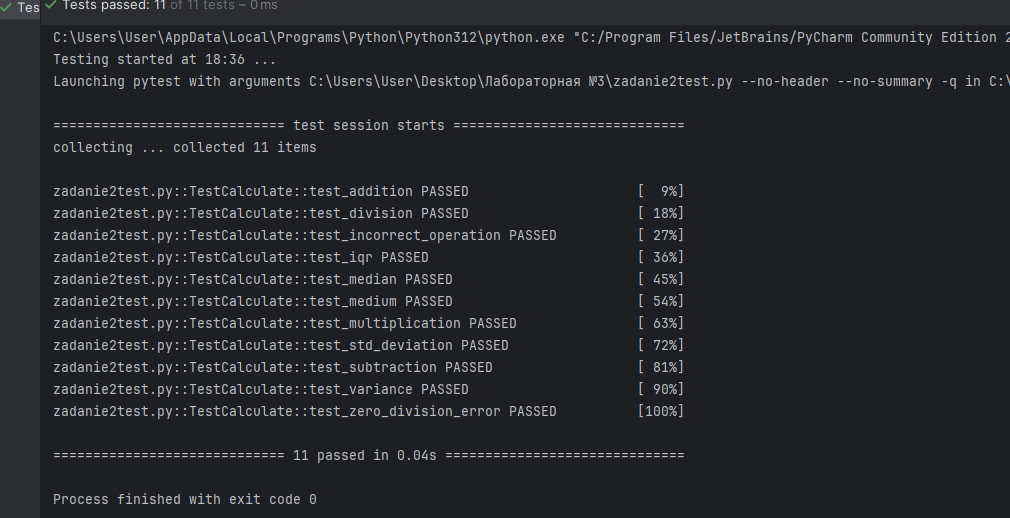 Tes
Tests passed: 11 of 11 tests – 0 ms
C:\Users\User\AppData\Local\Programs\Python\Python312\python.exe "C:/Program Files/JetBrains/PyCharm Community Edition 2
Testing started at 18:36 ...
Launching pytest with arguments C:\Users\User\Desktop\Лабораторная №3\zadanie2test.py --no-header --no-summary -q in C:\
============================= test session starts =============================
collecting ... collected 11 items
zadanie2test.py::TestCalculate::test_addition PASSED [  9%]
zadanie2test.py::TestCalculate::test_division PASSED [ 18%]
zadanie2test.py::TestCalculate::test_incorrect_operation PASSED [ 27%]
zadanie2test.py::TestCalculate::test_iqr PASSED [ 36%]
zadanie2test.py::TestCalculate::test_median PASSED [ 45%]
zadanie2test.py::TestCalculate::test_medium PASSED [ 54%]
zadanie2test.py::TestCalculate::test_multiplication PASSED [ 63%]
zadanie2test.py::TestCalculate::test_std_deviation PASSED [ 72%]
zadanie2test.py::TestCalculate::test_subtraction PASSED [ 81%]
zadanie2test.py::TestCalculate::test_variance PASSED [ 90%]
zadanie2test.py::TestCalculate::test_zero_division_error PASSED [100%]
============================= 11 passed in 0.04s ==============================
Process finished with exit code 0